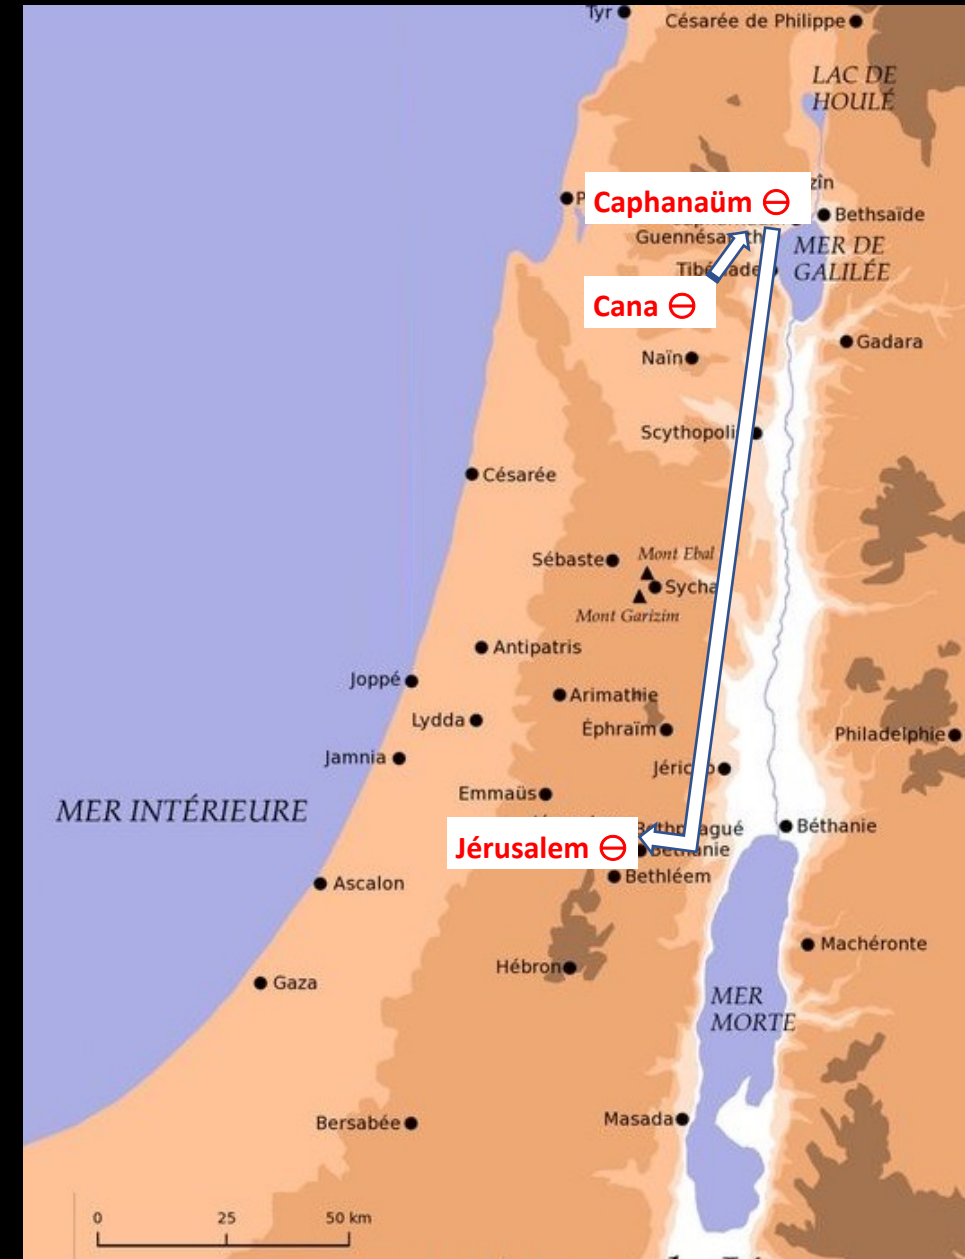 Tyr
Césarée de Philippe
LAC DE
HOULÉ
Caphanaüm
Bethsaïde
MER DE
GALILÉE
Cana
Gadara
Naïn
Césarée
Sébaste
Mont Ebal
Mont Garizim
Antipatris
Joppé
Arimathie
Lydda
Éphraïm
Philadelphie
Jamnia
Emmaüs
MER INTÉRIEURE
Béthanie
Jérusalem
Béthanie
Bethléem
Ascalon
Machéronte
Hébron
Gaza
MER
MORTE
Masada
Bersabée
0 25 50 km